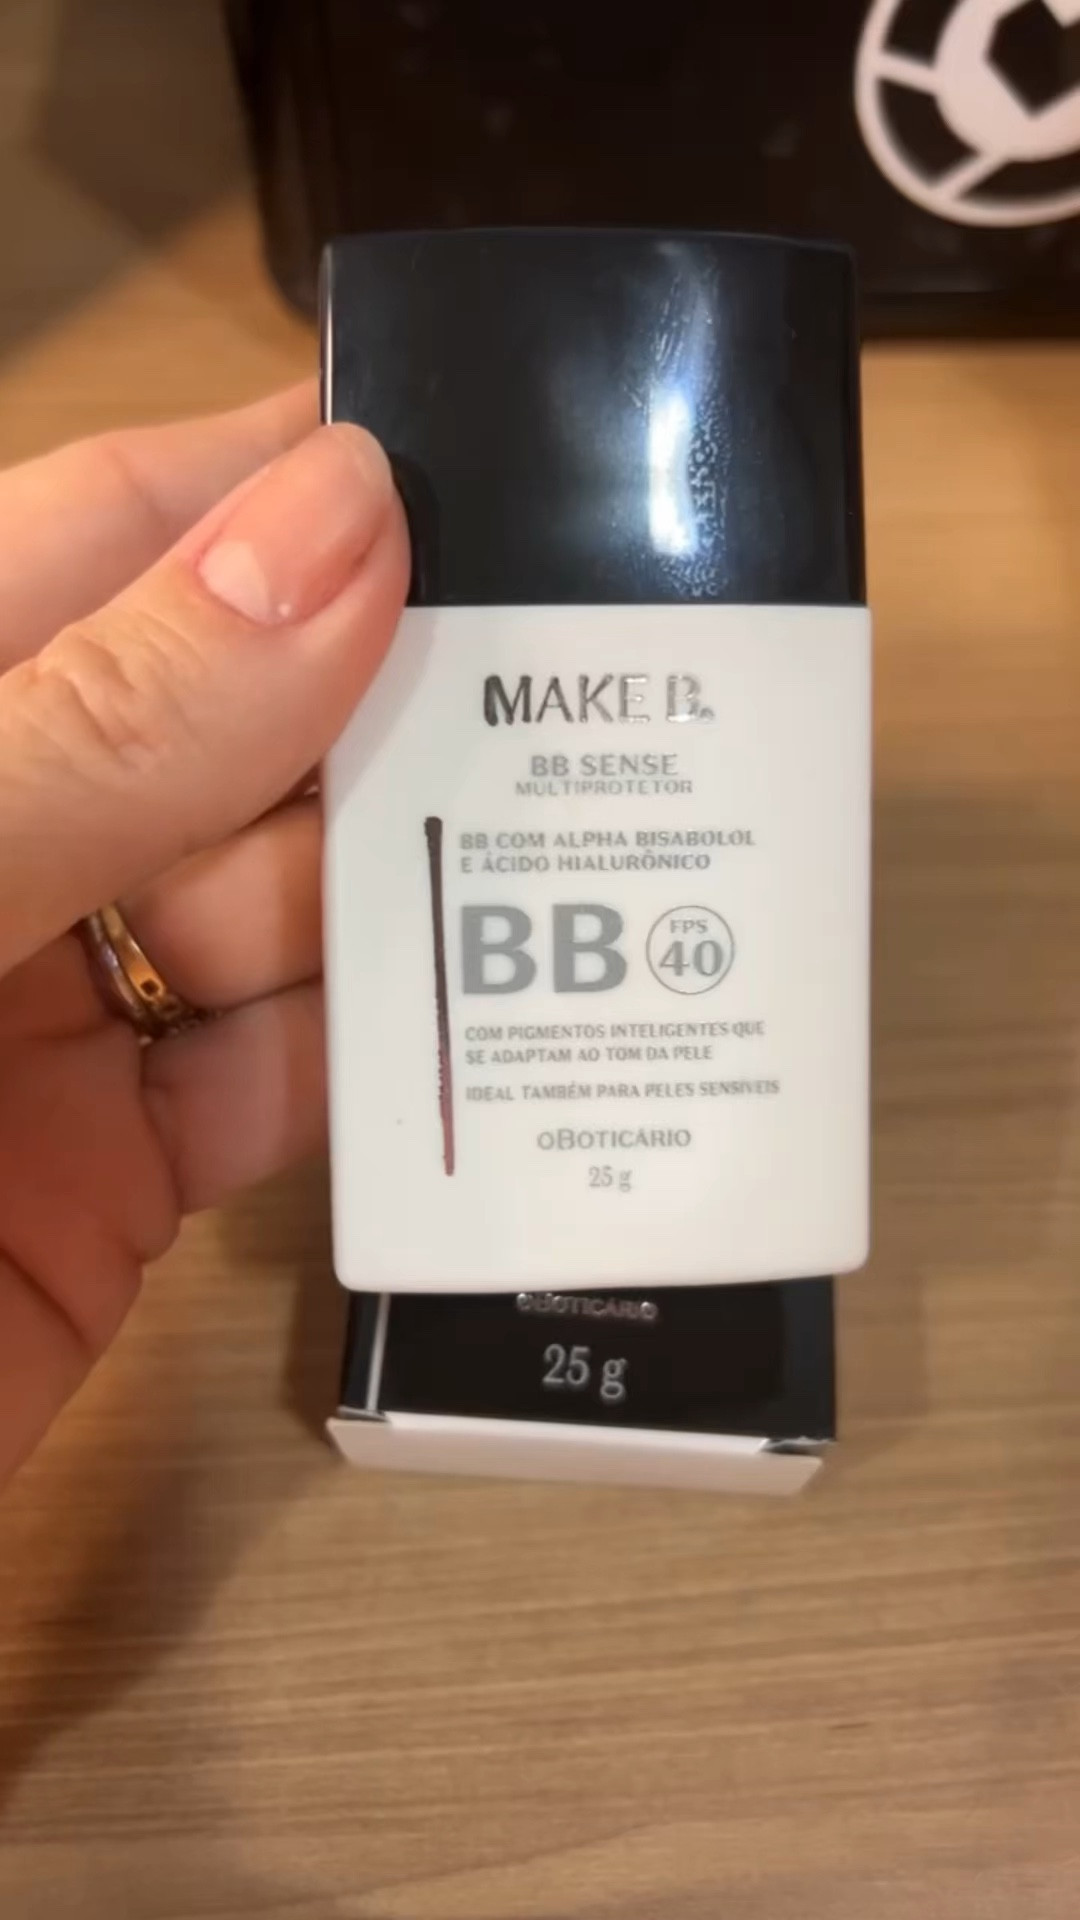 MAKE B.
BB SENSE
MULTIPROTETOR
BB COM ALPHA BISABOLOL
E ÁCIDO HIALURÔNICO
BB
FPS
40
COM PIGMENTOS INTELIGENTES QUE
SE ADAPTAM AO TOM DA PELE
IDEAL TAMBÉM PARA PELES SENSÍVEIS
OBOTICÁRIO
25 g
OBOTICÁRIO
25 g